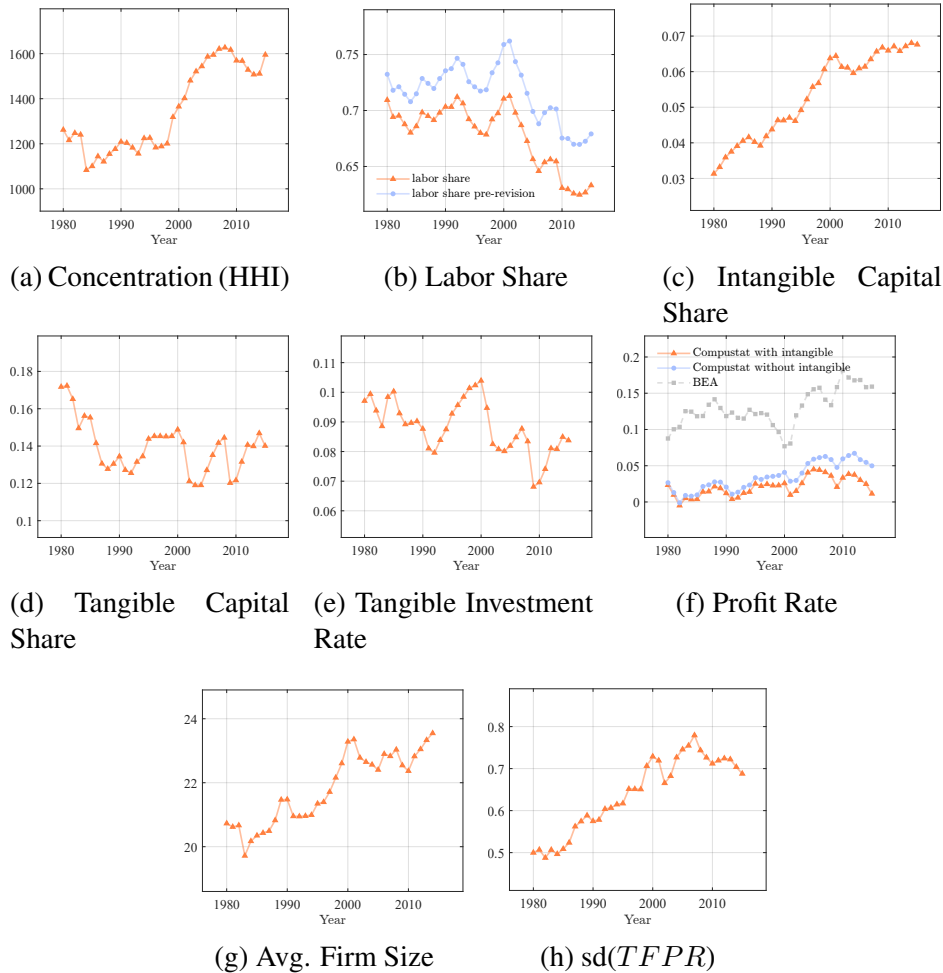 1600
1400
1200
1000
1980 1990 2000 2010
Year
(a) Concentration (HHI)
0.75
0.7
0.65
labor share
labor share pre-revision
1980 1990 2000 2010
Year
(b) Labor Share
0.07
0.06
0.05
0.04
0.03
1980 1990 2000 2010
Year
(c) Intangible Capital
Share
0.18
0.16
0.14
0.12
0.1
1980 1990 2000 2010
Year
(d) Tangible Capital
Share
0.11
0.1
0.09
0.08
0.07
0.06
1980 1990 2000 2010
Year
(e) Tangible Investment
Rate
0.2
0.15
0.1
0.05
0
Compustat with intangible
Compustat without intangible
BEA
1980 1990 2000 2010
Year
(f) Profit Rate
24
22
20
1980 1990 2000 2010
Year
(g) Avg. Firm Size
0.8
0.7
0.6
0.5
1980 1990 2000 2010
Year
(h) sd(TFPR)